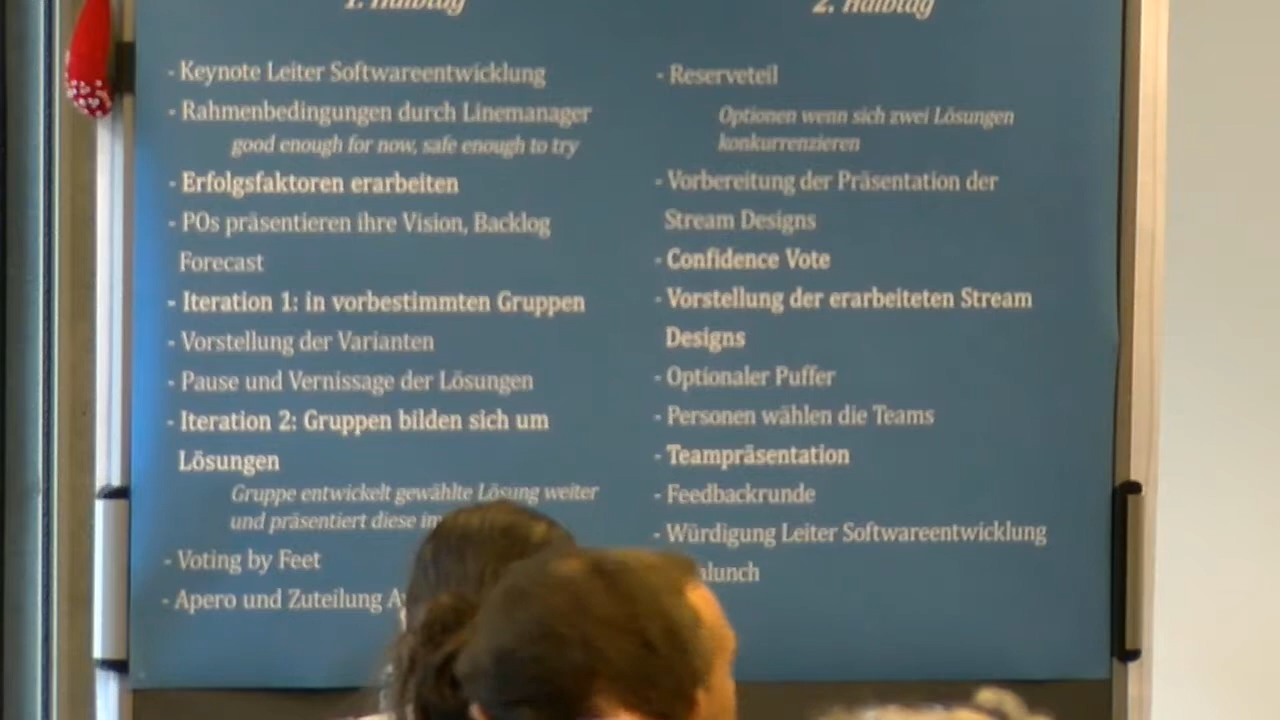 1. Halbtag
- Keynote Leiter Softwareentwicklung
- Rahmenbedingungen durch Linemanager
good enough for now, safe enough to try
- Erfolgsfaktoren erarbeiten
- POs präsentieren ihre Vision, Backlog
Forecast
- Iteration 1: in vorbestimmten Gruppen
- Vorstellung der Varianten
- Pause und Vernissage der Lösungen
- Iteration 2: Gruppen bilden sich um
Lösungen
Gruppe entwickelt gewählte Lösung weiter
und präsentiert diese
- Voting by Feet
- Apero und Zuteilung
2. Halbtag
- Reserveteil
Optionen wenn sich zwei Lösungen
konkurrenzieren
- Vorbereitung der Präsentation der
Stream Designs
- Confidence Vote
- Vorstellung der erarbeiteten Stream
Designs
- Optionaler Puffer
- Personen wählen die Teams
- Teampräsentation
- Feedbackrunde
- Würdigung Leiter Softwareentwicklung